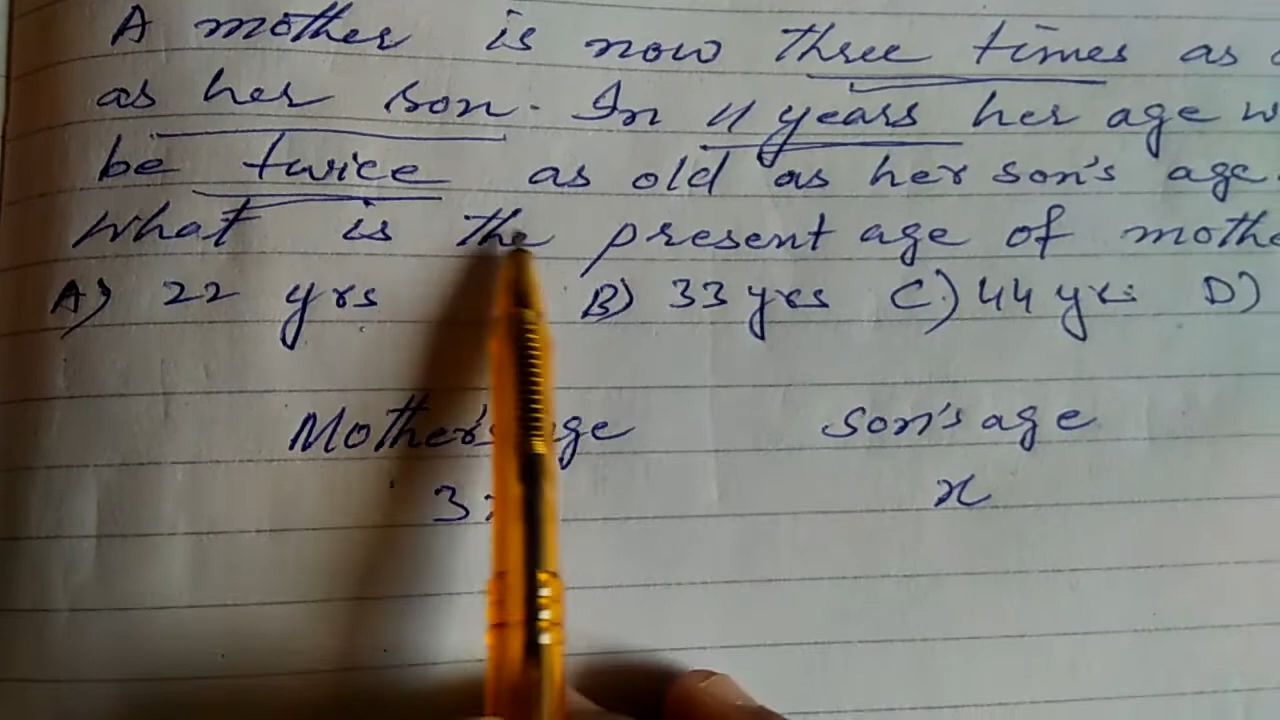 A mother is now three times as
as her son. In 11 years her age
be twice as old as her son's age.
What is the present age of
A) 22 yrs B) 33 yrs C.) 44 yrs D)
Mother's age Son's age
3x x